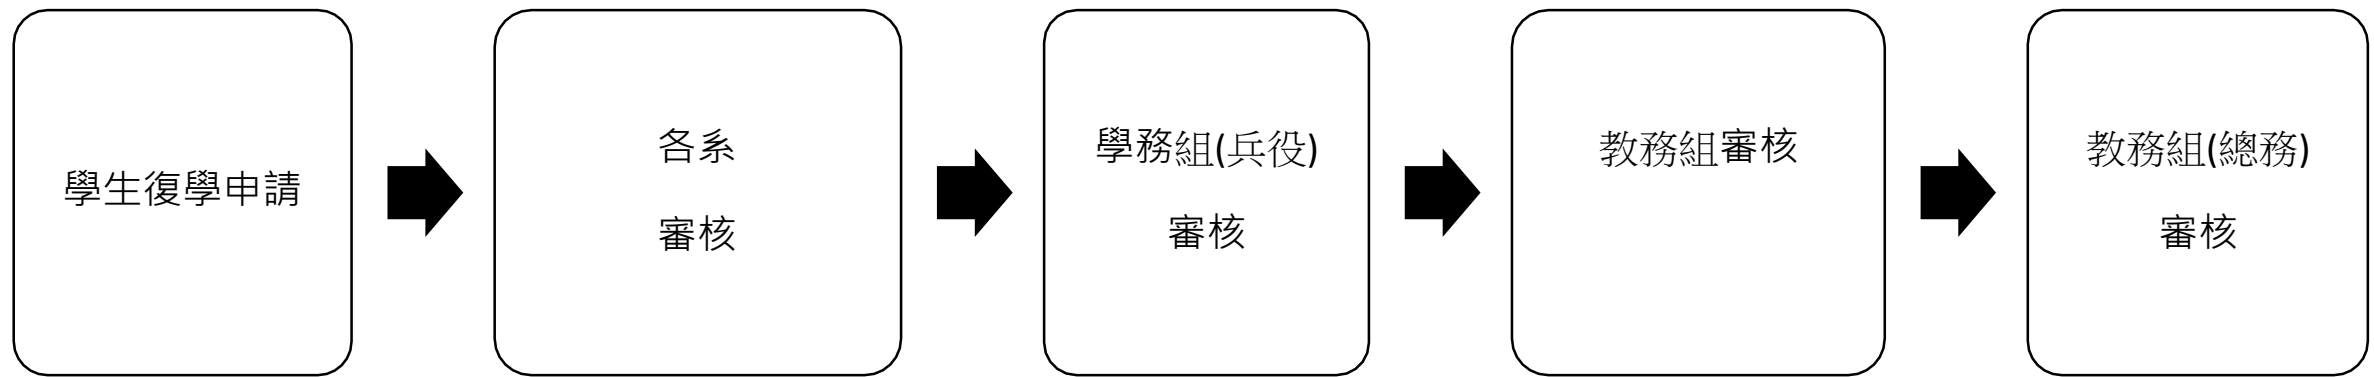 學生復學申請
各系
審核
學務組(兵役)
審核
教務組審核
教務組(總務)
審核